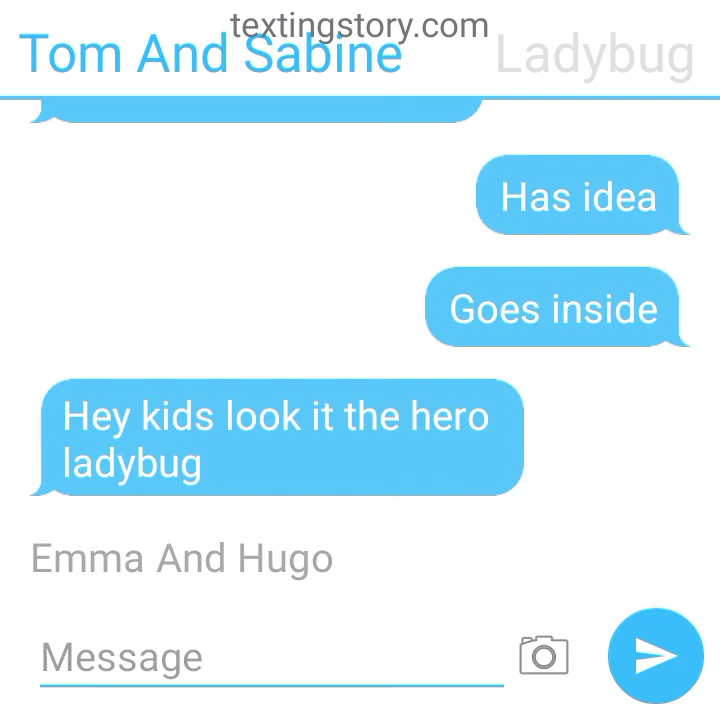 textingstory.com
Tom And Sabine
Ladybug
Has idea
Goes inside
Hey kids look it the hero
ladybug
Emma And Hugo
Message